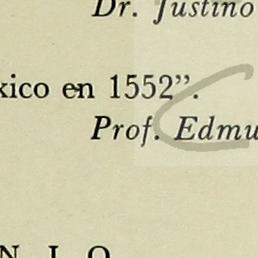 Dr. Justino
xico en 1552”.
Prof. Edmu
N I O